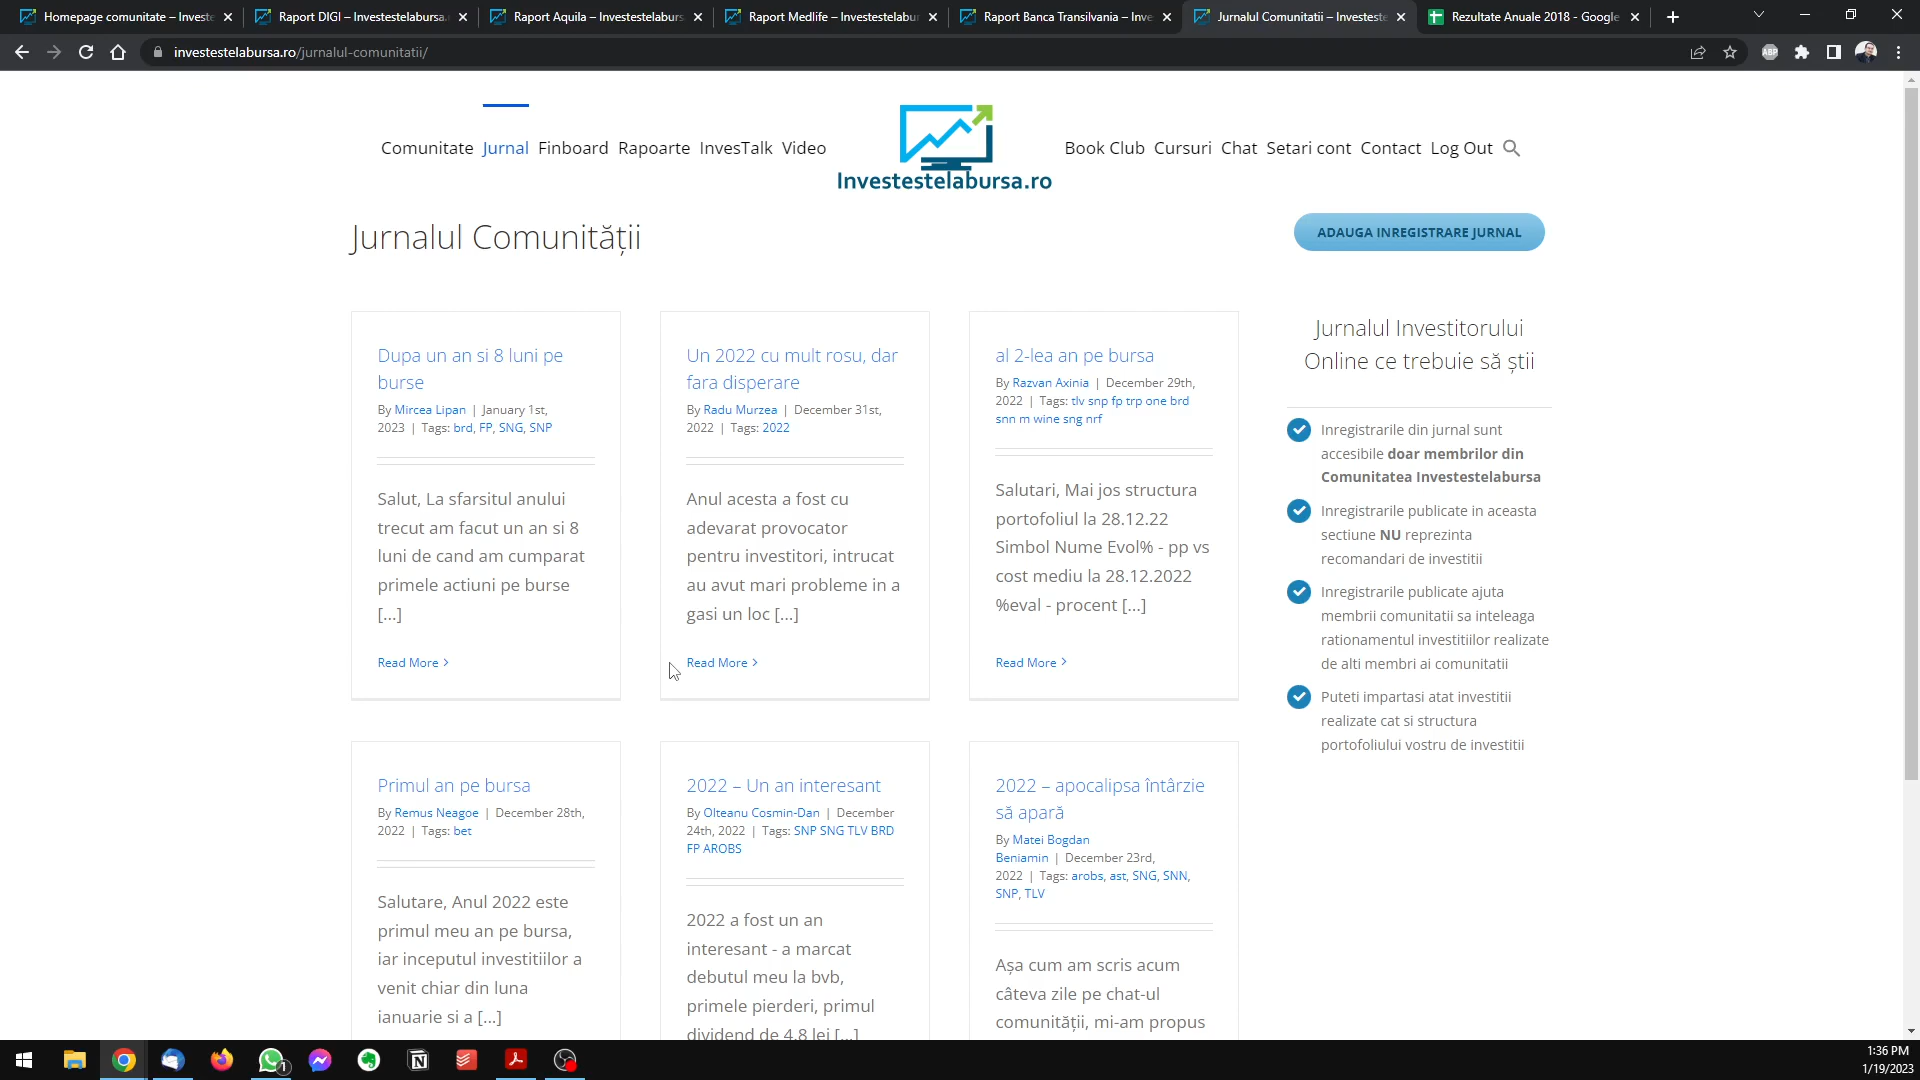 Homepage comunitate – Investe
Raport DIGI – Investestelabursa.
Raport Aquila – Investestelaburs
Raport Medlife – Investestelabur
Raport Banca Transilvania – Inve
Jurnalul Comunitatii – Investeste
Rezultate Anuale 2018 - Google
investestelabursa.ro/jurnalul-comunitatii/
ABP
Comunitate Jurnal Finboard Rapoarte InvesTalk Video
Investestelabursa.ro
Book Club Cursuri Chat Setari cont Contact Log Out
Jurnalul Comunității
ADAUGA INREGISTRARE JURNAL
Dupa un an si 8 luni pe
burse
By Mircea Lipan | January 1st,
2023 | Tags: brd, FP, SNG, SNP
Salut, La sfarsitul anului
trecut am facut un an si 8
luni de cand am cumparat
primele actiuni pe burse
[...]
Read More >
Un 2022 cu mult rosu, dar
fara disperare
By Radu Murzea | December 31st,
2022 | Tags: 2022
Anul acesta a fost cu
adevarat provocator
pentru investitori, intrucat
au avut mari probleme in a
gasi un loc [...]
Read More >
al 2-lea an pe bursa
By Razvan Axinia | December 29th,
2022 | Tags: tlv snp fp trp one brd
snn m wine sng nrf
Salutari, Mai jos structura
portofoliul la 28.12.22
Simbol Nume Evol% - pp vs
cost mediu la 28.12.2022
%eval - procent [...]
Read More >
Jurnalul Investitorului
Online ce trebuie să știi
Inregistrarile din jurnal sunt
accesibile doar membrilor din
Comunitatea Investestelabursa
Inregistrarile publicate in aceasta
sectiune NU reprezinta
recomandari de investitii
Inregistrarile publicate ajuta
membrii comunitatii sa inteleaga
rationamentul investitiilor realizate
de alti membri ai comunitatii
Puteti impartasi atat investitii
realizate cat si structura
portofoliului vostru de investitii
Primul an pe bursa
By Remus Neagoe | December 28th,
2022 | Tags: bet
Salutare, Anul 2022 este
primul meu an pe bursa,
iar inceputul investitiilor a
venit chiar din luna
ianuarie si a [...]
2022 – Un an interesant
By Olteanu Cosmin-Dan | December
24th, 2022 | Tags: SNP SNG TLV BRD
FP AROBS
2022 a fost un an
interesant - a marcat
debutul meu la bvb,
primele pierderi, primul
dividend de 4.8 lei [...]
2022 – apocalipsa întârzie
să apară
By Matei Bogdan
Beniamin | December 23rd,
2022 | Tags: arobs, ast, SNG, SNN,
SNP, TLV
Așa cum am scris acum
câteva zile pe chat-ul
comunității, mi-am propus
1
1:36 PM
1/19/2023